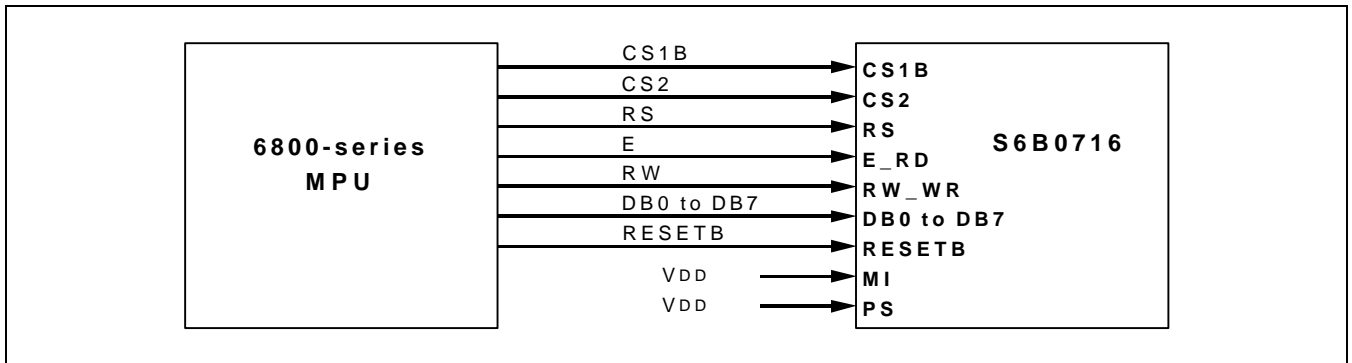 6800-series
MPU
CS1B
CS2
RS
E
RW
DB0 to DB7
RESETB
VDD
VDD
CS1B
CS2
RS
E_RD
RW_WR
DB0 to DB7
RESETB
MI
PS
S6B0716